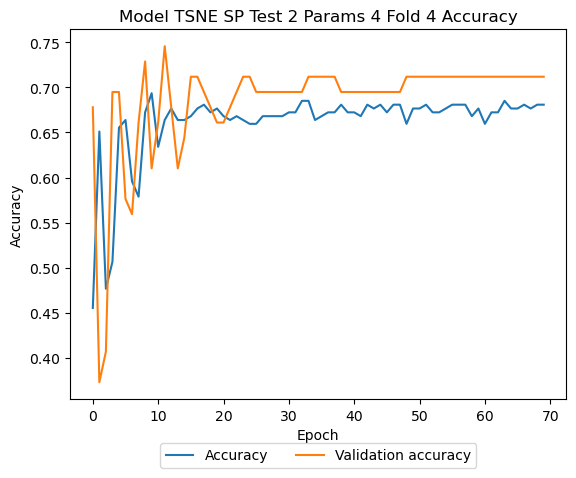 Model TSNE SP Test 2 Params 4 Fold 4 Accuracy
0.75
0.70
0.65
0.60
0.55
0.50
0.45
0.40
Accuracy
0 10 20 30 40 50 60 70
Epoch
Accuracy Validation accuracy